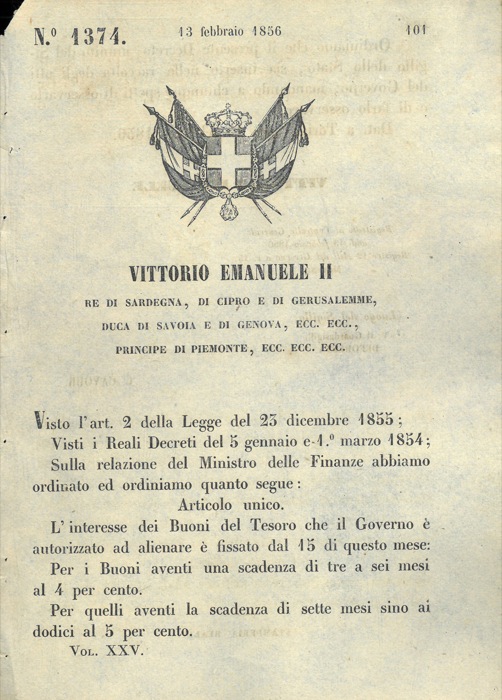 N.º 1374.
13 febbraio 1856
101
VITTORIO EMANUELE II
RE DI SARDEGNA, DI CIPRO E DI GERUSALEMME,
DUCA DI SAVOIA E DI GENOVA, ECC. ECC.,
PRINCIPE DI PIEMONTE, ECC. ECC. ECC.
Visto l'art. 2 della Legge del 23 dicembre 1855;
Visti i Reali Decreti del 5 gennaio e 1.º marzo 1854;
Sulla relazione del Ministro delle Finanze abbiamo
ordinato ed ordiniamo quanto segue:
Articolo unico.
L'interesse dei Buoni del Tesoro che il Governo è
autorizzato ad alienare è fissato dal 15 di questo mese:
Per i Buoni aventi una scadenza di tre a sei mesi
al 4 per cento.
Per quelli aventi la scadenza di sette mesi sino ai
dodici al 5 per cento.
VOL. XXV.